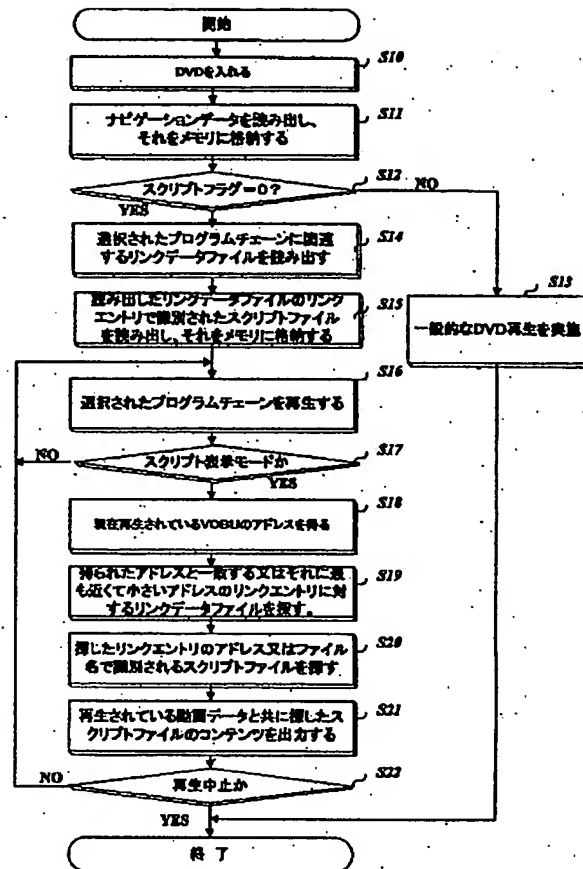 開始
DVDを入れる
S10
ナビゲーションデータを読み出し、
それをメモリに格納する
S11
スクリプトフラグ=0?
S12
YES
NO
選択されたプログラムチェーンに関連
するリンクデータファイルを読み出す
S14
S13
一般的なDVD再生を実施
読み出したリンクデータファイルのリンク
エントリで識別されたスクリプトファイル
を読み出し、それをメモリに格納する
S15
選択されたプログラムチェーンを再生する
S16
スクリプト表示モードか
S17
NO
YES
現在再生されているVOBUのアドレスを得る
S18
得られたアドレスと一致する又はそれに最
も近くて小さいアドレスのリンクエントリに対
するリンクデータファイルを探す。
S19
探したリンクエントリのアドレス又はファイル
名で識別されるスクリプトファイルを探す
S20
再生されている動画データと共に探したス
クリプトファイルのコンテンツを出力する
S21
再生中止か
S22
NO
YES
終了